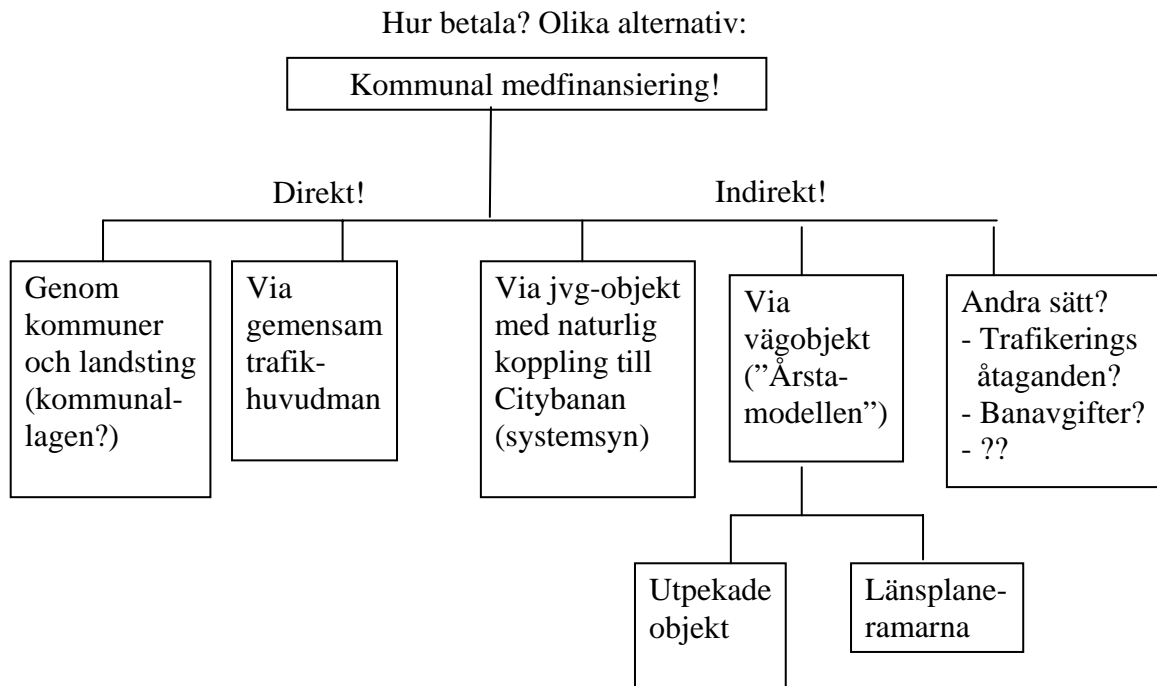 Hur betala? Olika alternativ:
Kommunal medfinansiering!
Direkt!
Indirekt!
Genom
kommuner
och landsting
(kommunal-
lagen?)
Via
gemensam
trafik-
huvudman
Via jvg-objekt
med naturlig
koppling till
Citybanan
(systemsyn)
Via
vägobjekt
(”Årsta-
modellen”)
Andra sätt?
- Trafikerings
åtaganden?
- Banavgifter?
- ??
Utpekade
objekt
Länsplane-
ramarna